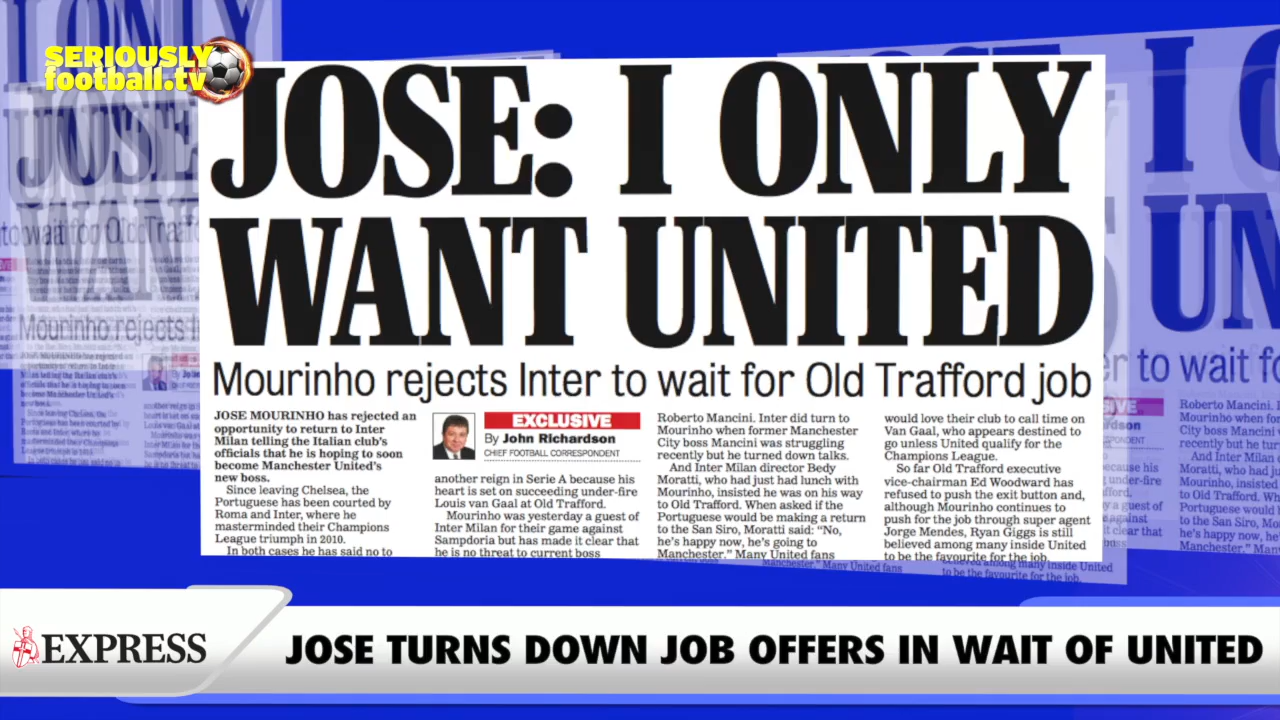 SERIOUSLY
football.tv
JOSE: I ONLY
WANT UNITED
Mourinho rejects Inter to wait for Old Trafford job
JOSE MOURINHO has rejected an
opportunity to return to Inter
Milan telling the Italian club's
officials that he is hoping to soon
become Manchester United's
new boss.
Since leaving Chelsea, the
Portuguese has been courted by
Roma and Inter, where he
masterminded their Champions
League triumph in 2010.
In both cases he has said no to
EXCLUSIVE
By John Richardson
CHIEF FOOTBALL CORRESPONDENT
another reign in Serie A because his
heart is set on succeeding under-fire
Louis van Gaal at Old Trafford.
Mourinho was yesterday a guest of
Inter Milan for their game against
Sampdoria but has made it clear that
he is no threat to current boss
Roberto Mancini. Inter did turn to
Mourinho when former Manchester
City boss Mancini was struggling
recently but he turned down talks.
And Inter Milan director Bedy
Moratti, who had just had lunch with
Mourinho, insisted he was on his way
to Old Trafford. When asked if the
Portuguese would be making a return
to the San Siro, Moratti said: "No,
he's happy now, he's going to
Manchester." Many United fans
would love their club to call time on
Van Gaal, who appears destined to
go unless United qualify for the
Champions League.
So far Old Trafford executive
vice-chairman Ed Woodward has
refused to push the exit button and,
although Mourinho continues to
push for the job through super agent
Jorge Mendes, Ryan Giggs is still
believed among many inside United
to be the favourite for the job.
EXPRESS
JOSE TURNS DOWN JOB OFFERS IN WAIT OF UNITED